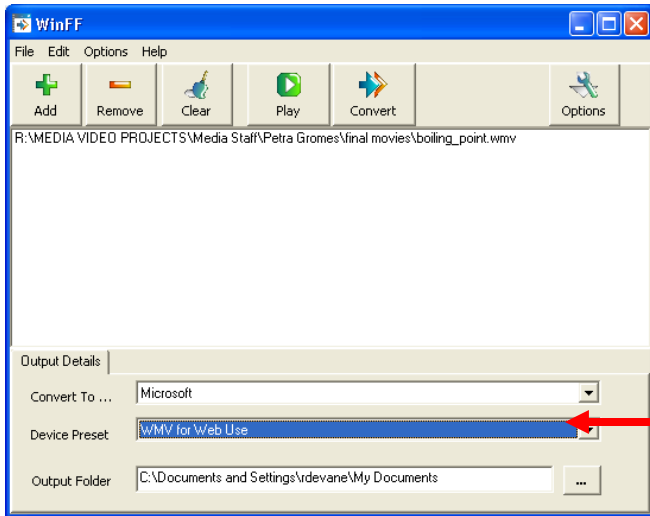 WinFF
File Edit Options Help
Add Remove Clear Play Convert Options
R:\MEDIA VIDEO PROJECTS\Media Staff\Petra Gromes\final movies\boiling_point.wmv
Output Details
Convert To ... Microsoft
Device Preset WMV for Web Use
Output Folder C:\Documents and Settings\rdevane\My Documents ...